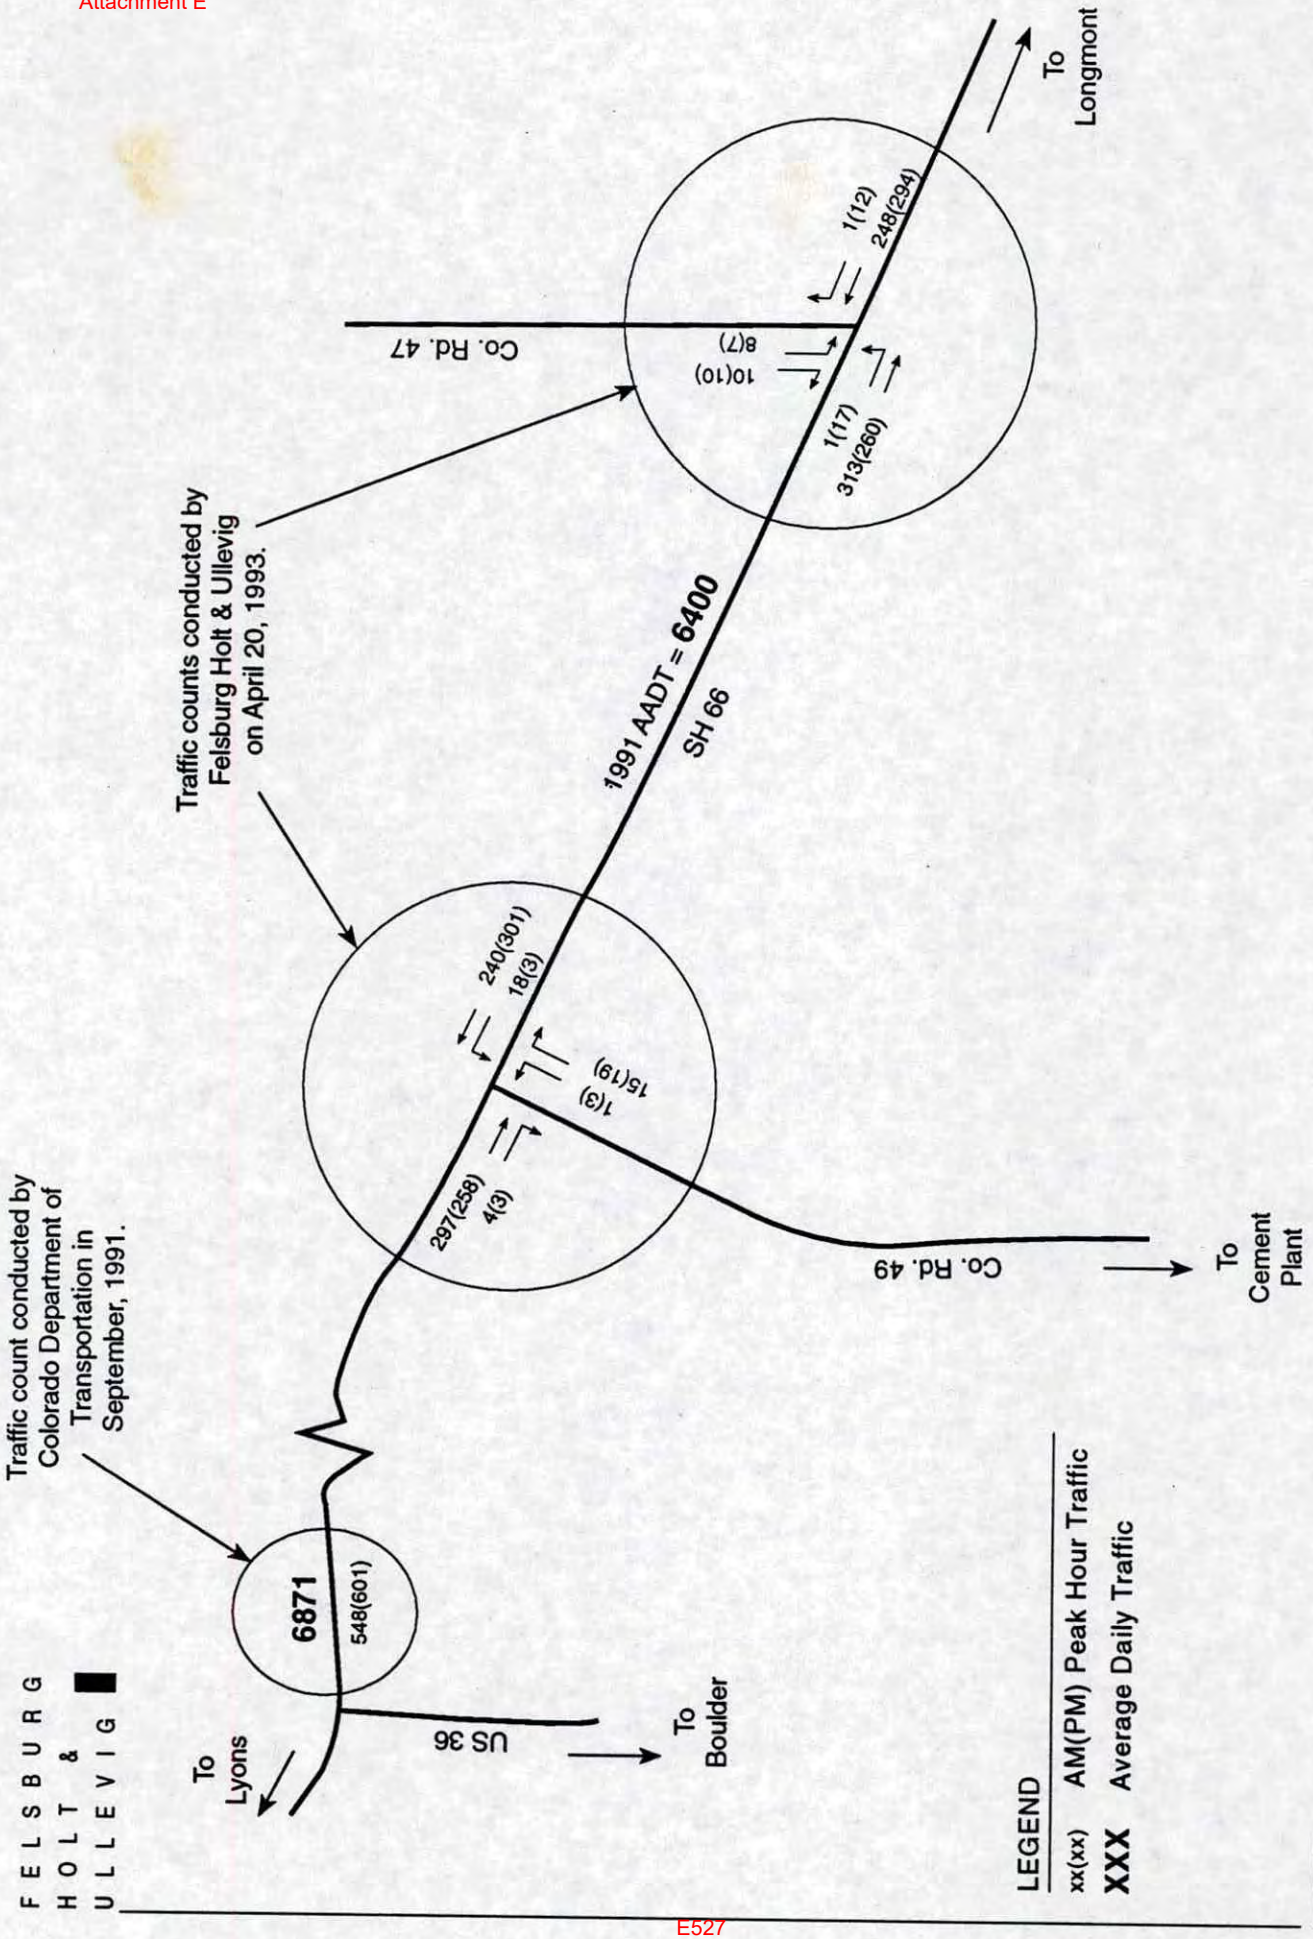 Attachment E
FELSBURG
HOLT &
ULLEVIG
Traffic count conducted by
Colorado Department of
Transportation in
September, 1991.
Traffic counts conducted by
Felsburg Holt & Ullevig
on April 20, 1993.
To
Lyons
6871
548(601)
US 36
To
Boulder
297(258)
4(3)
240(301)
18(3)
1(3)
15(19)
Co. Rd. 49
To
Cement
Plant
1991 AADT = 6400
SH 66
Co. Rd. 47
10(10)
8(7)
1(12)
248(294)
1(17)
313(260)
To
Longmont
LEGEND
xx(xx) AM(PM) Peak Hour Traffic
XXX Average Daily Traffic
E527